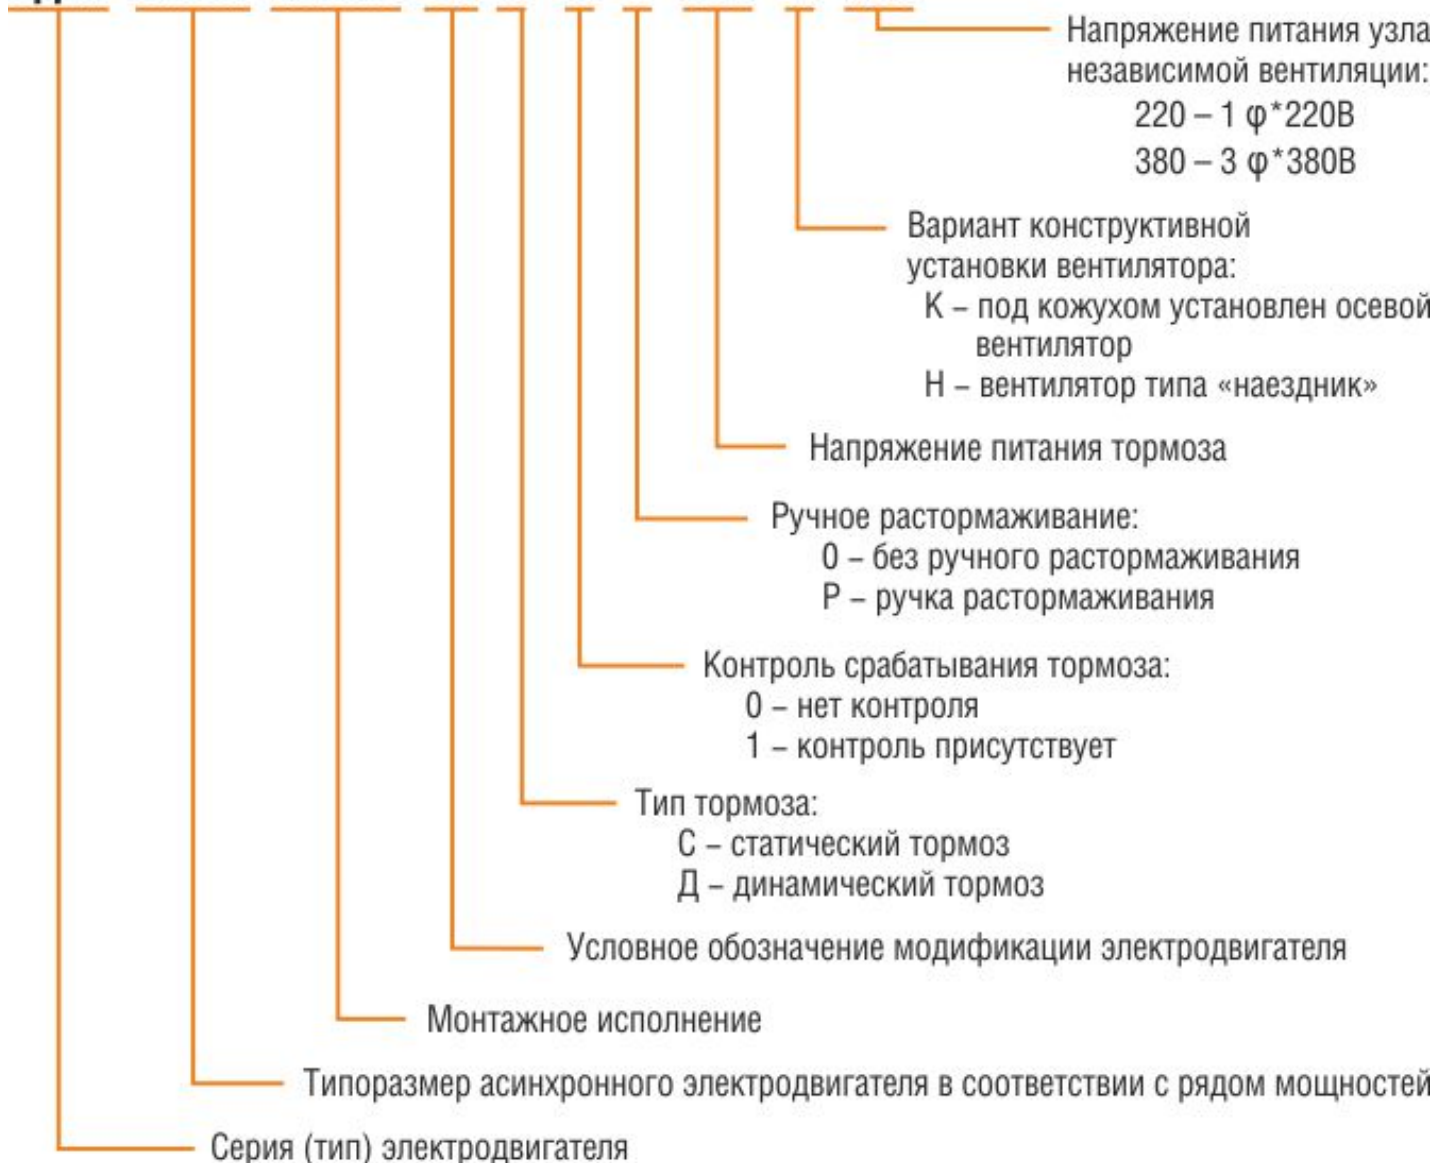 Напряжение питания узла
независимой вентиляции:
220 – 1 φ*220В
380 – 3 φ*380В
Вариант конструктивной
установки вентилятора:
К – под кожухом установлен осевой
вентилятор
Н – вентилятор типа «наездник»
Напряжение питания тормоза
Ручное растормаживание:
0 – без ручного растормаживания
Р – ручка растормаживания
Контроль срабатывания тормоза:
0 – нет контроля
1 – контроль присутствует
Тип тормоза:
С – статический тормоз
Д – динамический тормоз
Условное обозначение модификации электродвигателя
Монтажное исполнение
Типоразмер асинхронного электродвигателя в соответствии с рядом мощностей
Серия (тип) электродвигателя